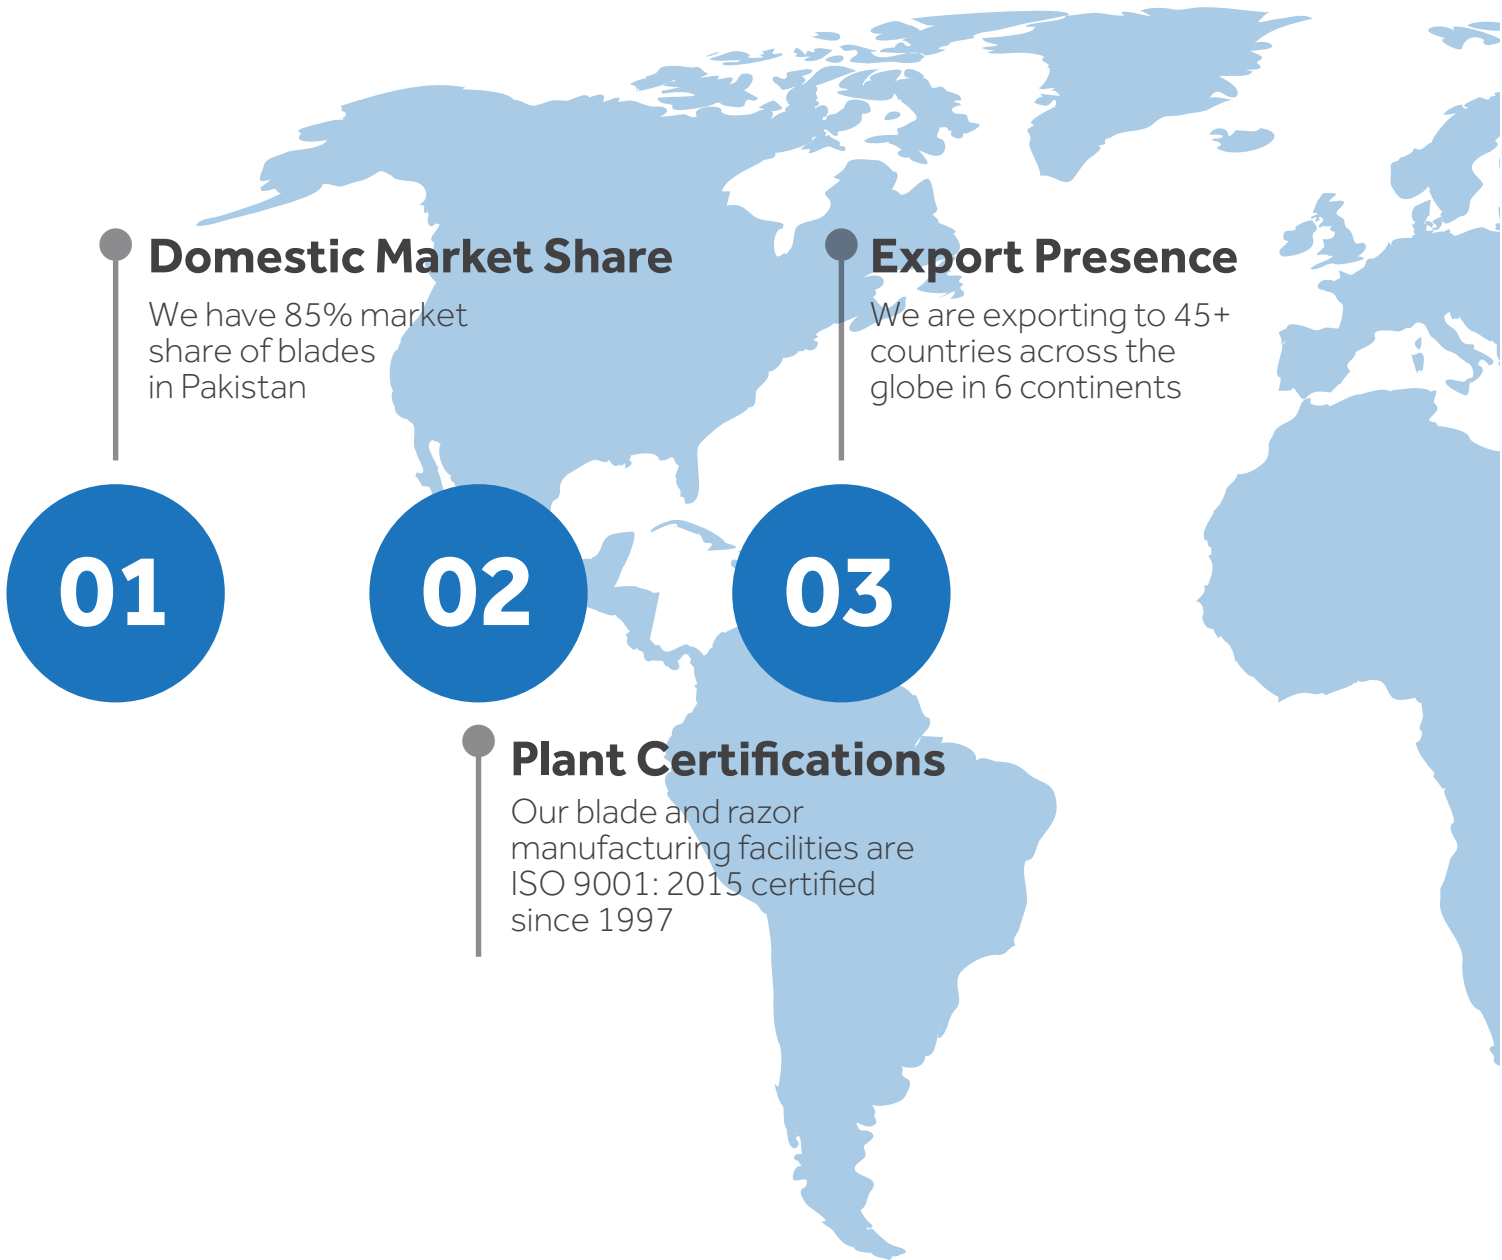 Domestic Market Share
We have 85% market
share of blades
in Pakistan
Export Presence
We are exporting to 45+
countries across the
globe in 6 continents
01
02
03
Plant Certifications
Our blade and razor
manufacturing facilities are
ISO 9001: 2015 certified
since 1997